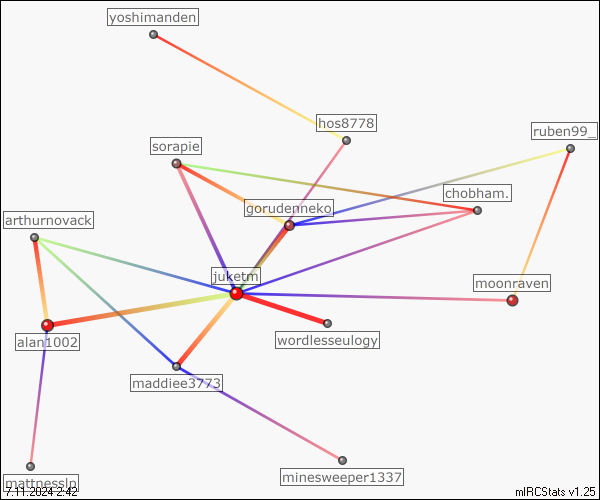 yoshimanden
hos8778
ruben99_
sorapie
chobham.
gorudenneko
arthurnovack
juketm
moonraven
wordlesseulogy
alan1002
maddiee3773
minesweeper1337
mattnesslp
7.11.2024 2:42
mIRCStats v1.25